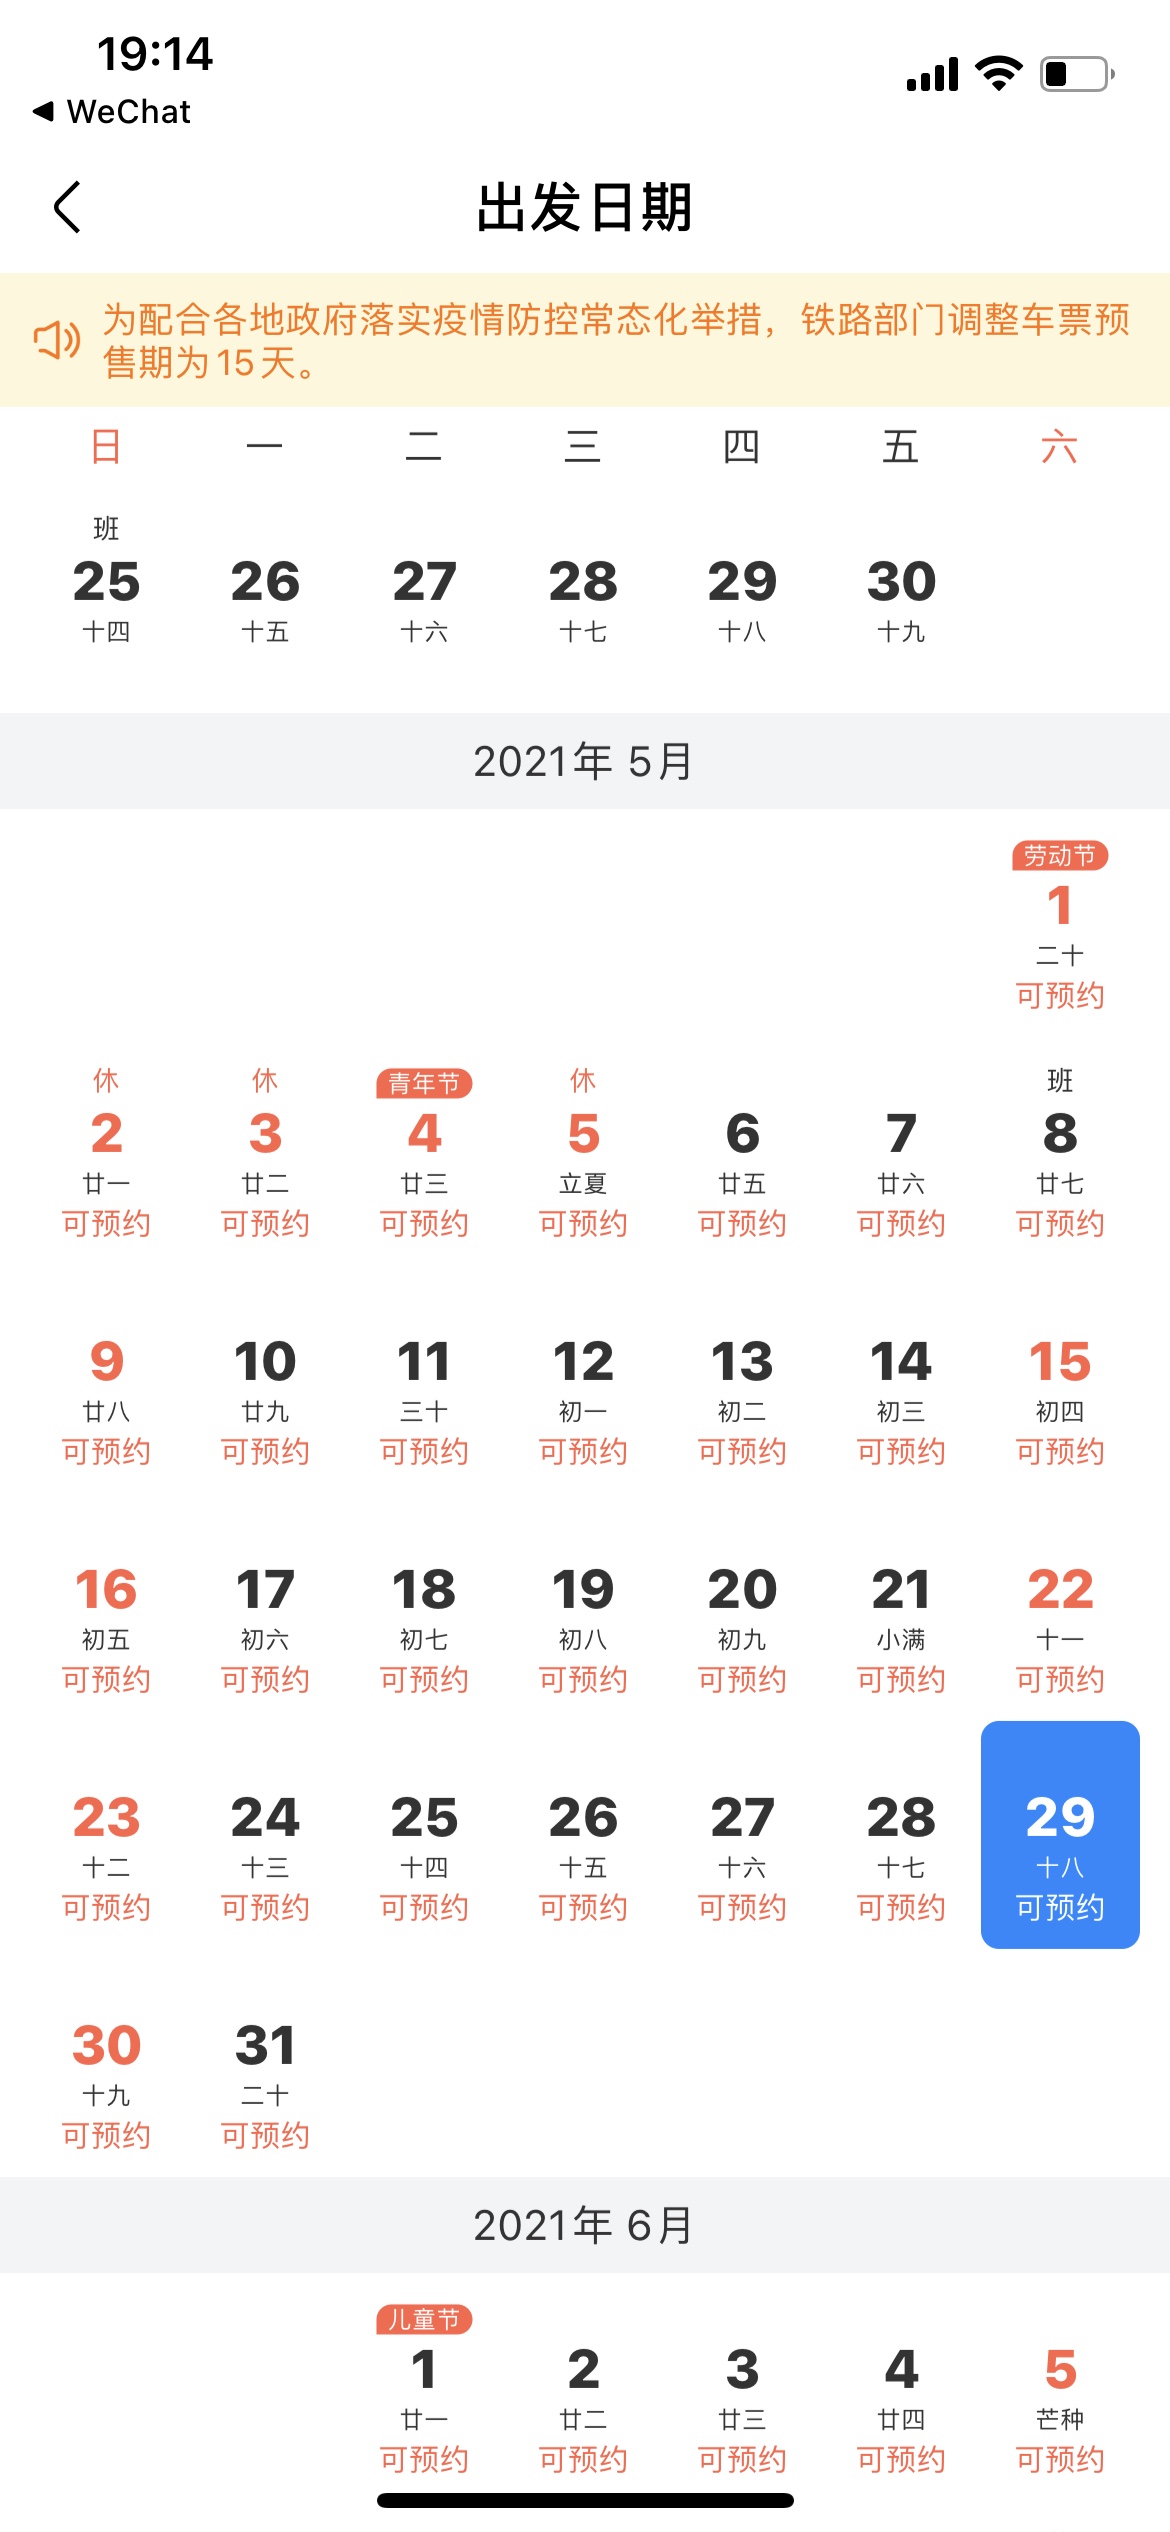 19:14
WeChat
出发日期
为配合各地政府落实疫情防控常态化举措，铁路部门调整车票预
售期为15天。
日 一 二 三 四 五 六
班
25 26 27 28 29 30
十四 十五 十六 十七 十八 十九
2021年 5月
劳动节
1
二十
可预约
休 休 青年节 休 班
2 3 4 5 6 7 8
廿一 廿二 廿三 立夏 廿五 廿六 廿七
可预约 可预约 可预约 可预约 可预约 可预约 可预约
9 10 11 12 13 14 15
廿八 廿九 三十 初一 初二 初三 初四
可预约 可预约 可预约 可预约 可预约 可预约 可预约
16 17 18 19 20 21 22
初五 初六 初七 初八 初九 小满 十一
可预约 可预约 可预约 可预约 可预约 可预约 可预约
23 24 25 26 27 28 29
十二 十三 十四 十五 十六 十七 十八
可预约 可预约 可预约 可预约 可预约 可预约 可预约
30 31
十九 二十
可预约 可预约
2021年 6月
儿童节
1 2 3 4 5
廿一 廿二 廿三 廿四 芒种
可预约 可预约 可预约 可预约 可预约